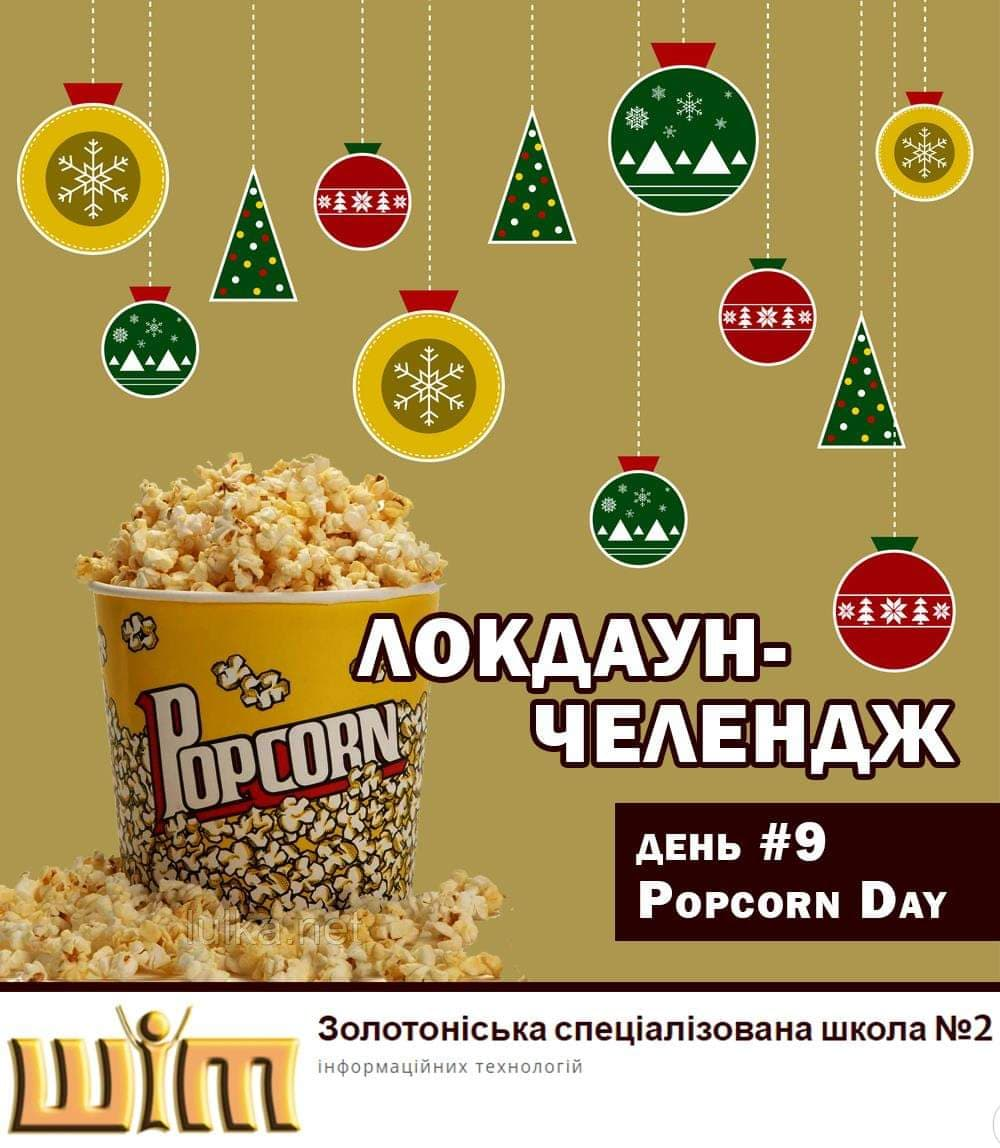 POPCORN
ЛОКДАУН-
ЧЕЛЕНДЖ
ДЕНЬ #9
POPCORN DAY
lulka.net
шіт
Золотоніська спеціалізована школа №2
інформаційних технологій